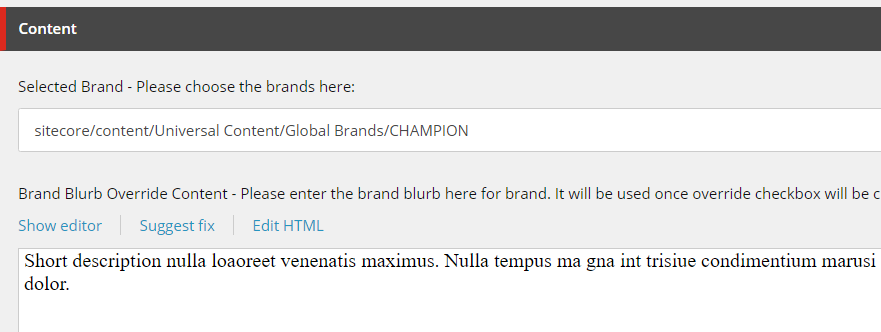 Content
Selected Brand - Please choose the brands here:
sitecore/content/Universal Content/Global Brands/CHAMPION
Brand Blurb Override Content - Please enter the brand blurb here for brand. It will be used once override checkbox will be c
Show editor Suggest fix Edit HTML
Short description nulla loaoreet venenatis maximus. Nulla tempus ma gna int trisiue condimentium marusi
dolor.